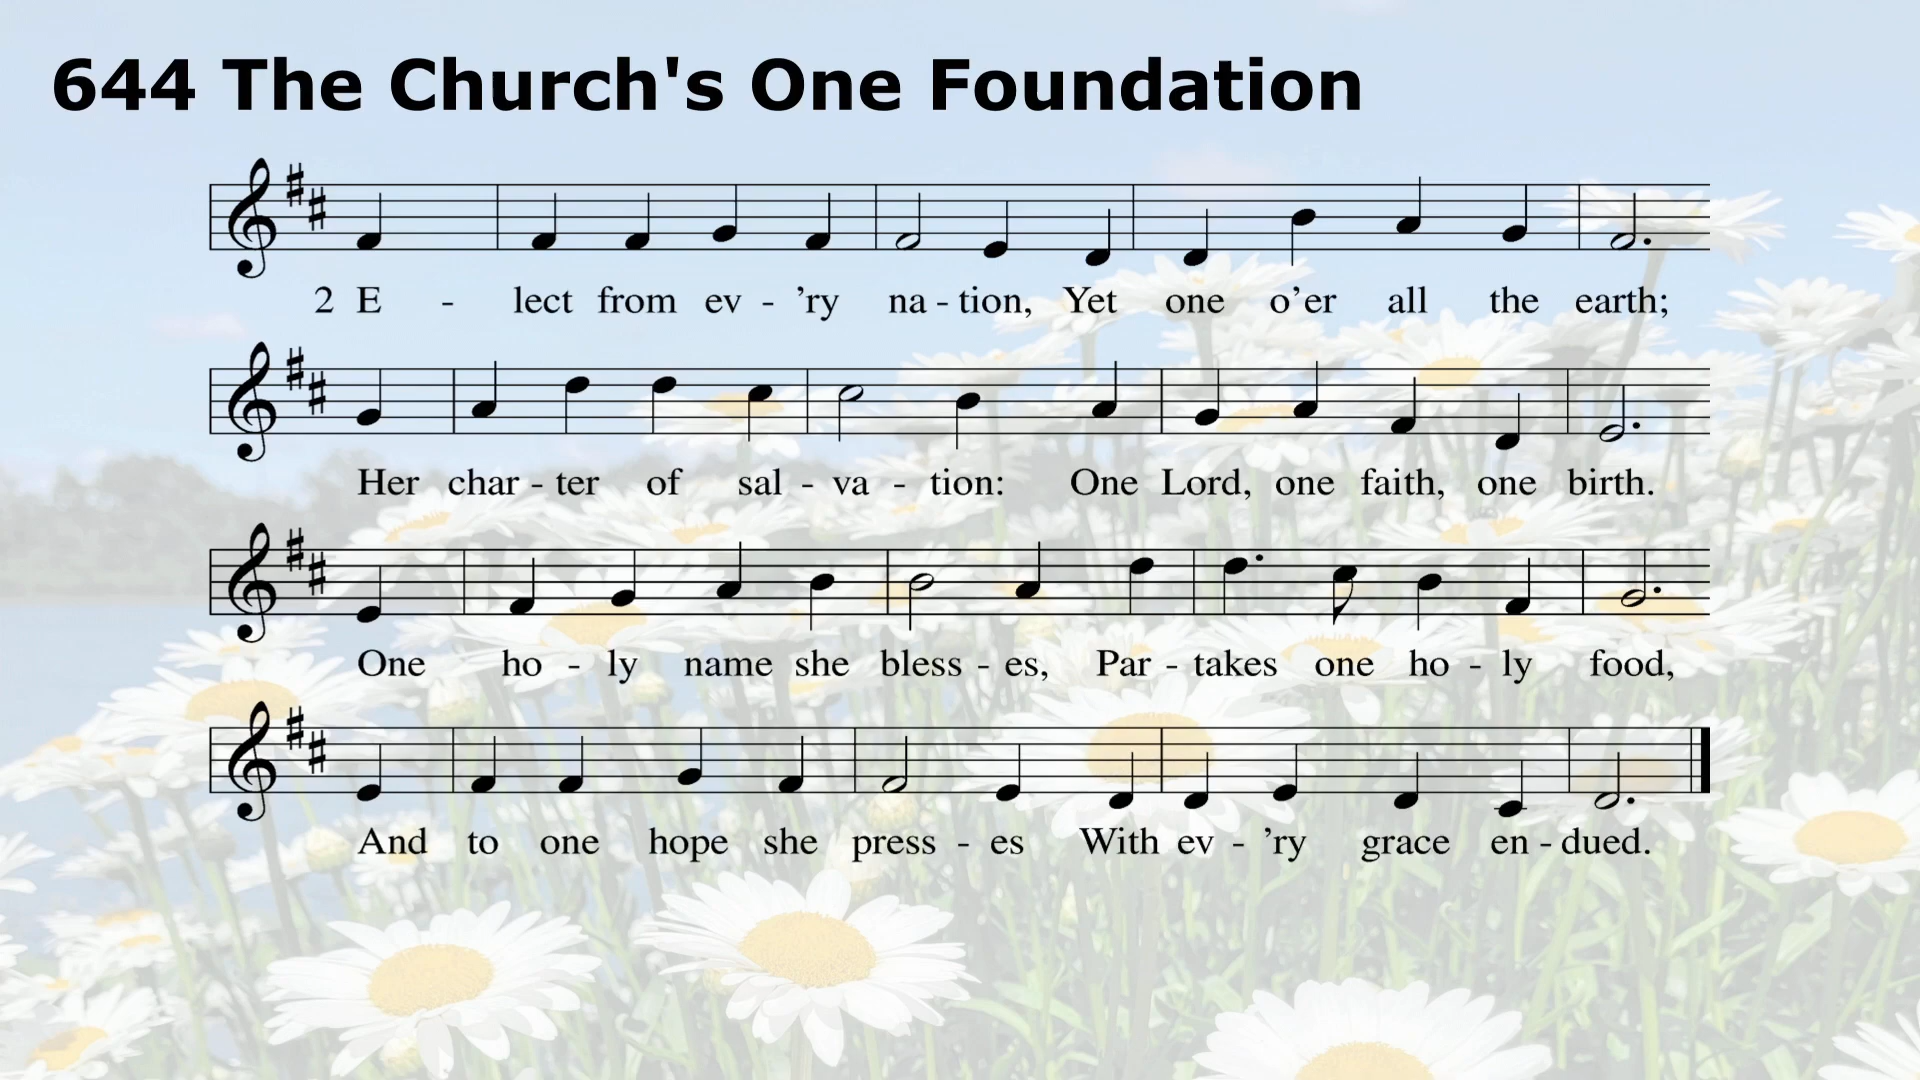 644 The Church's One Foundation
2 E - lect from ev - ’ry na - tion, Yet one o’er all the earth;
Her char - ter of sal - va - tion: One Lord, one faith, one birth.
One ho - ly name she bless - es, Par - takes one ho - ly food,
And to one hope she press - es With ev - ’ry grace en - dued.